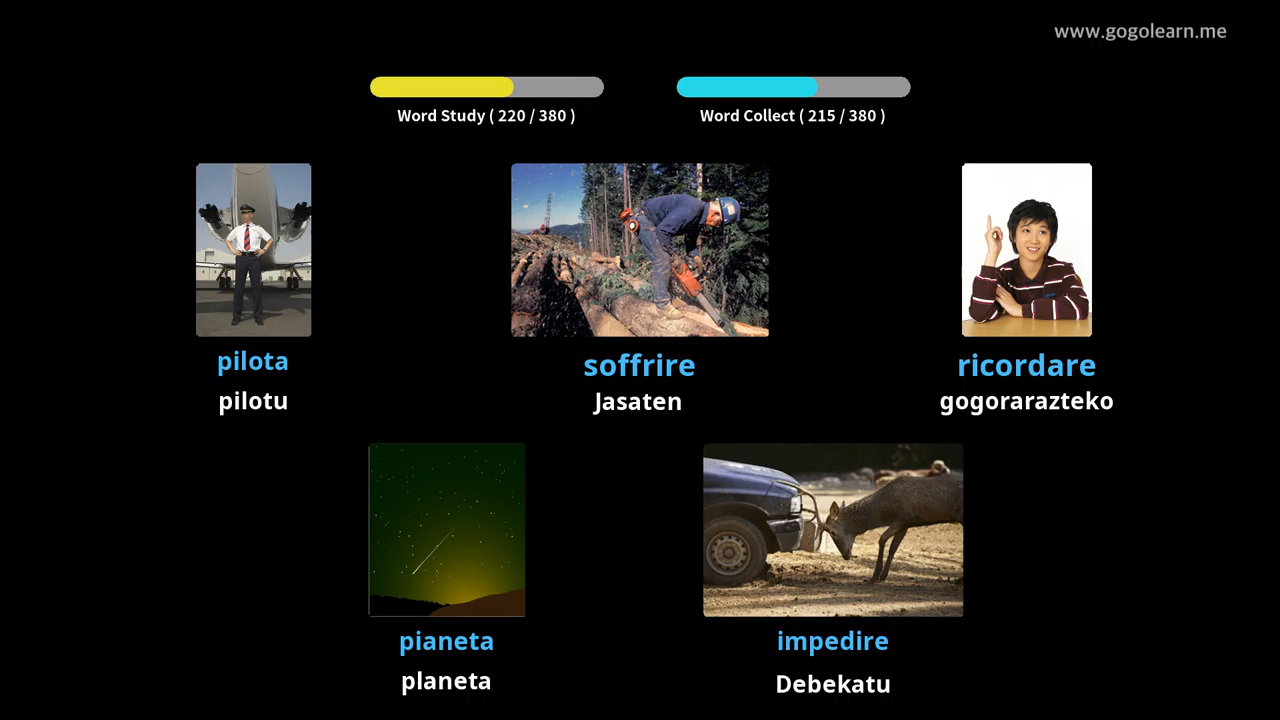 www.gogolearn.me
Word Study ( 220 / 380 )
Word Collect ( 215 / 380 )
pilota
pilotu
soffrire
Jasaten
ricordare
gogorarazteko
pianeta
planeta
impedire
Debekatu